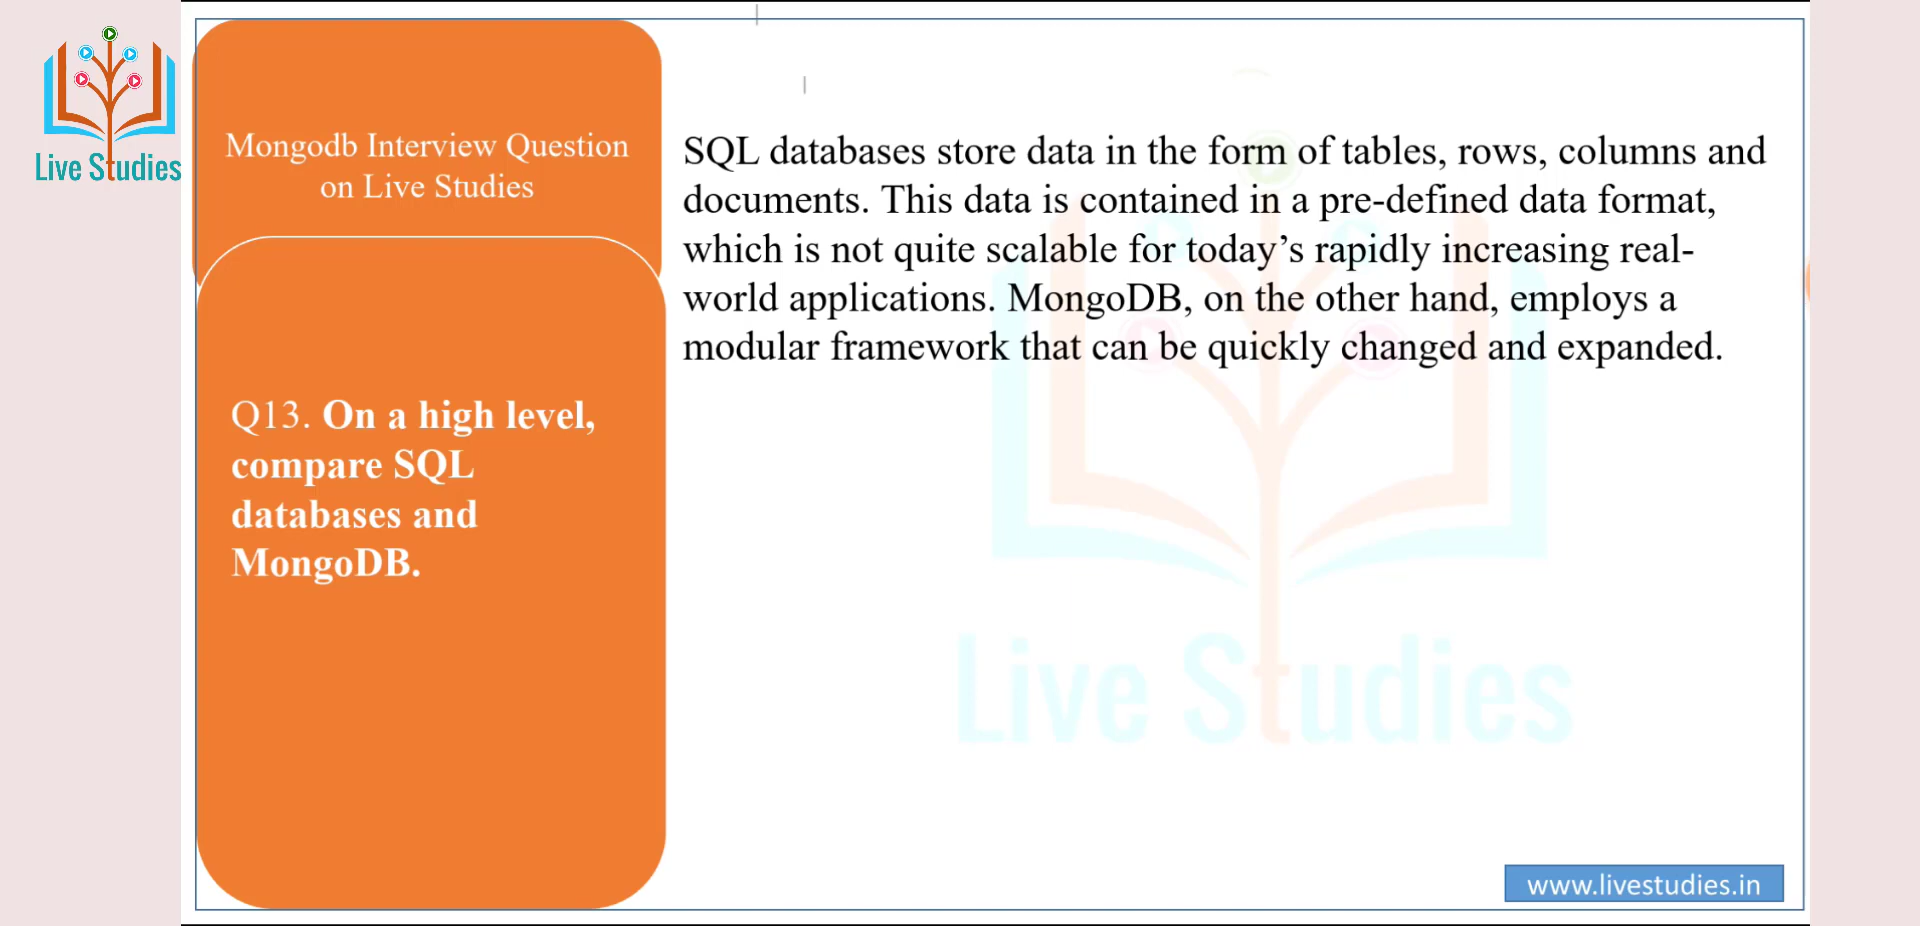 Live Studies
Mongodb Interview Question
on Live Studies
Q13. On a high level,
compare SQL
databases and
MongoDB.
SQL databases store data in the form of tables, rows, columns and
documents. This data is contained in a pre-defined data format,
which is not quite scalable for today’s rapidly increasing real-
world applications. MongoDB, on the other hand, employs a
modular framework that can be quickly changed and expanded.
Live Studies
www.livestudies.in